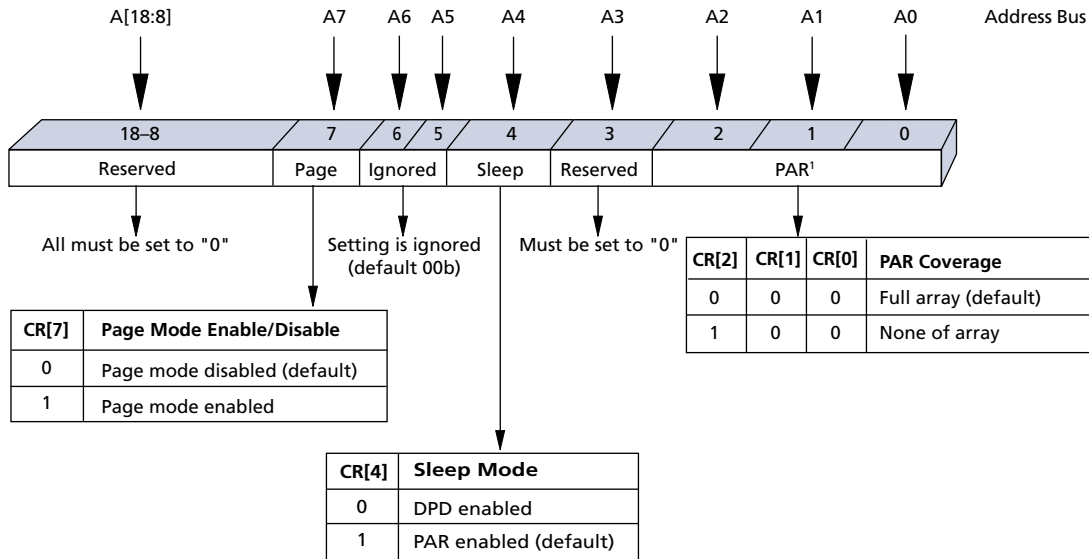 A[18:8] A7 A6 A5 A4 A3 A2 A1 A0 Address Bus
18–8 7 6 5 4 3 2 1 0
Reserved Page Ignored Sleep Reserved PAR¹
All must be set to "0"
Setting is ignored
(default 00b)
Must be set to "0"
CR[2] CR[1] CR[0] PAR Coverage
0 0 0 Full array (default)
1 0 0 None of array
CR[7] Page Mode Enable/Disable
0 Page mode disabled (default)
1 Page mode enabled
CR[4] Sleep Mode
0 DPD enabled
1 PAR enabled (default)